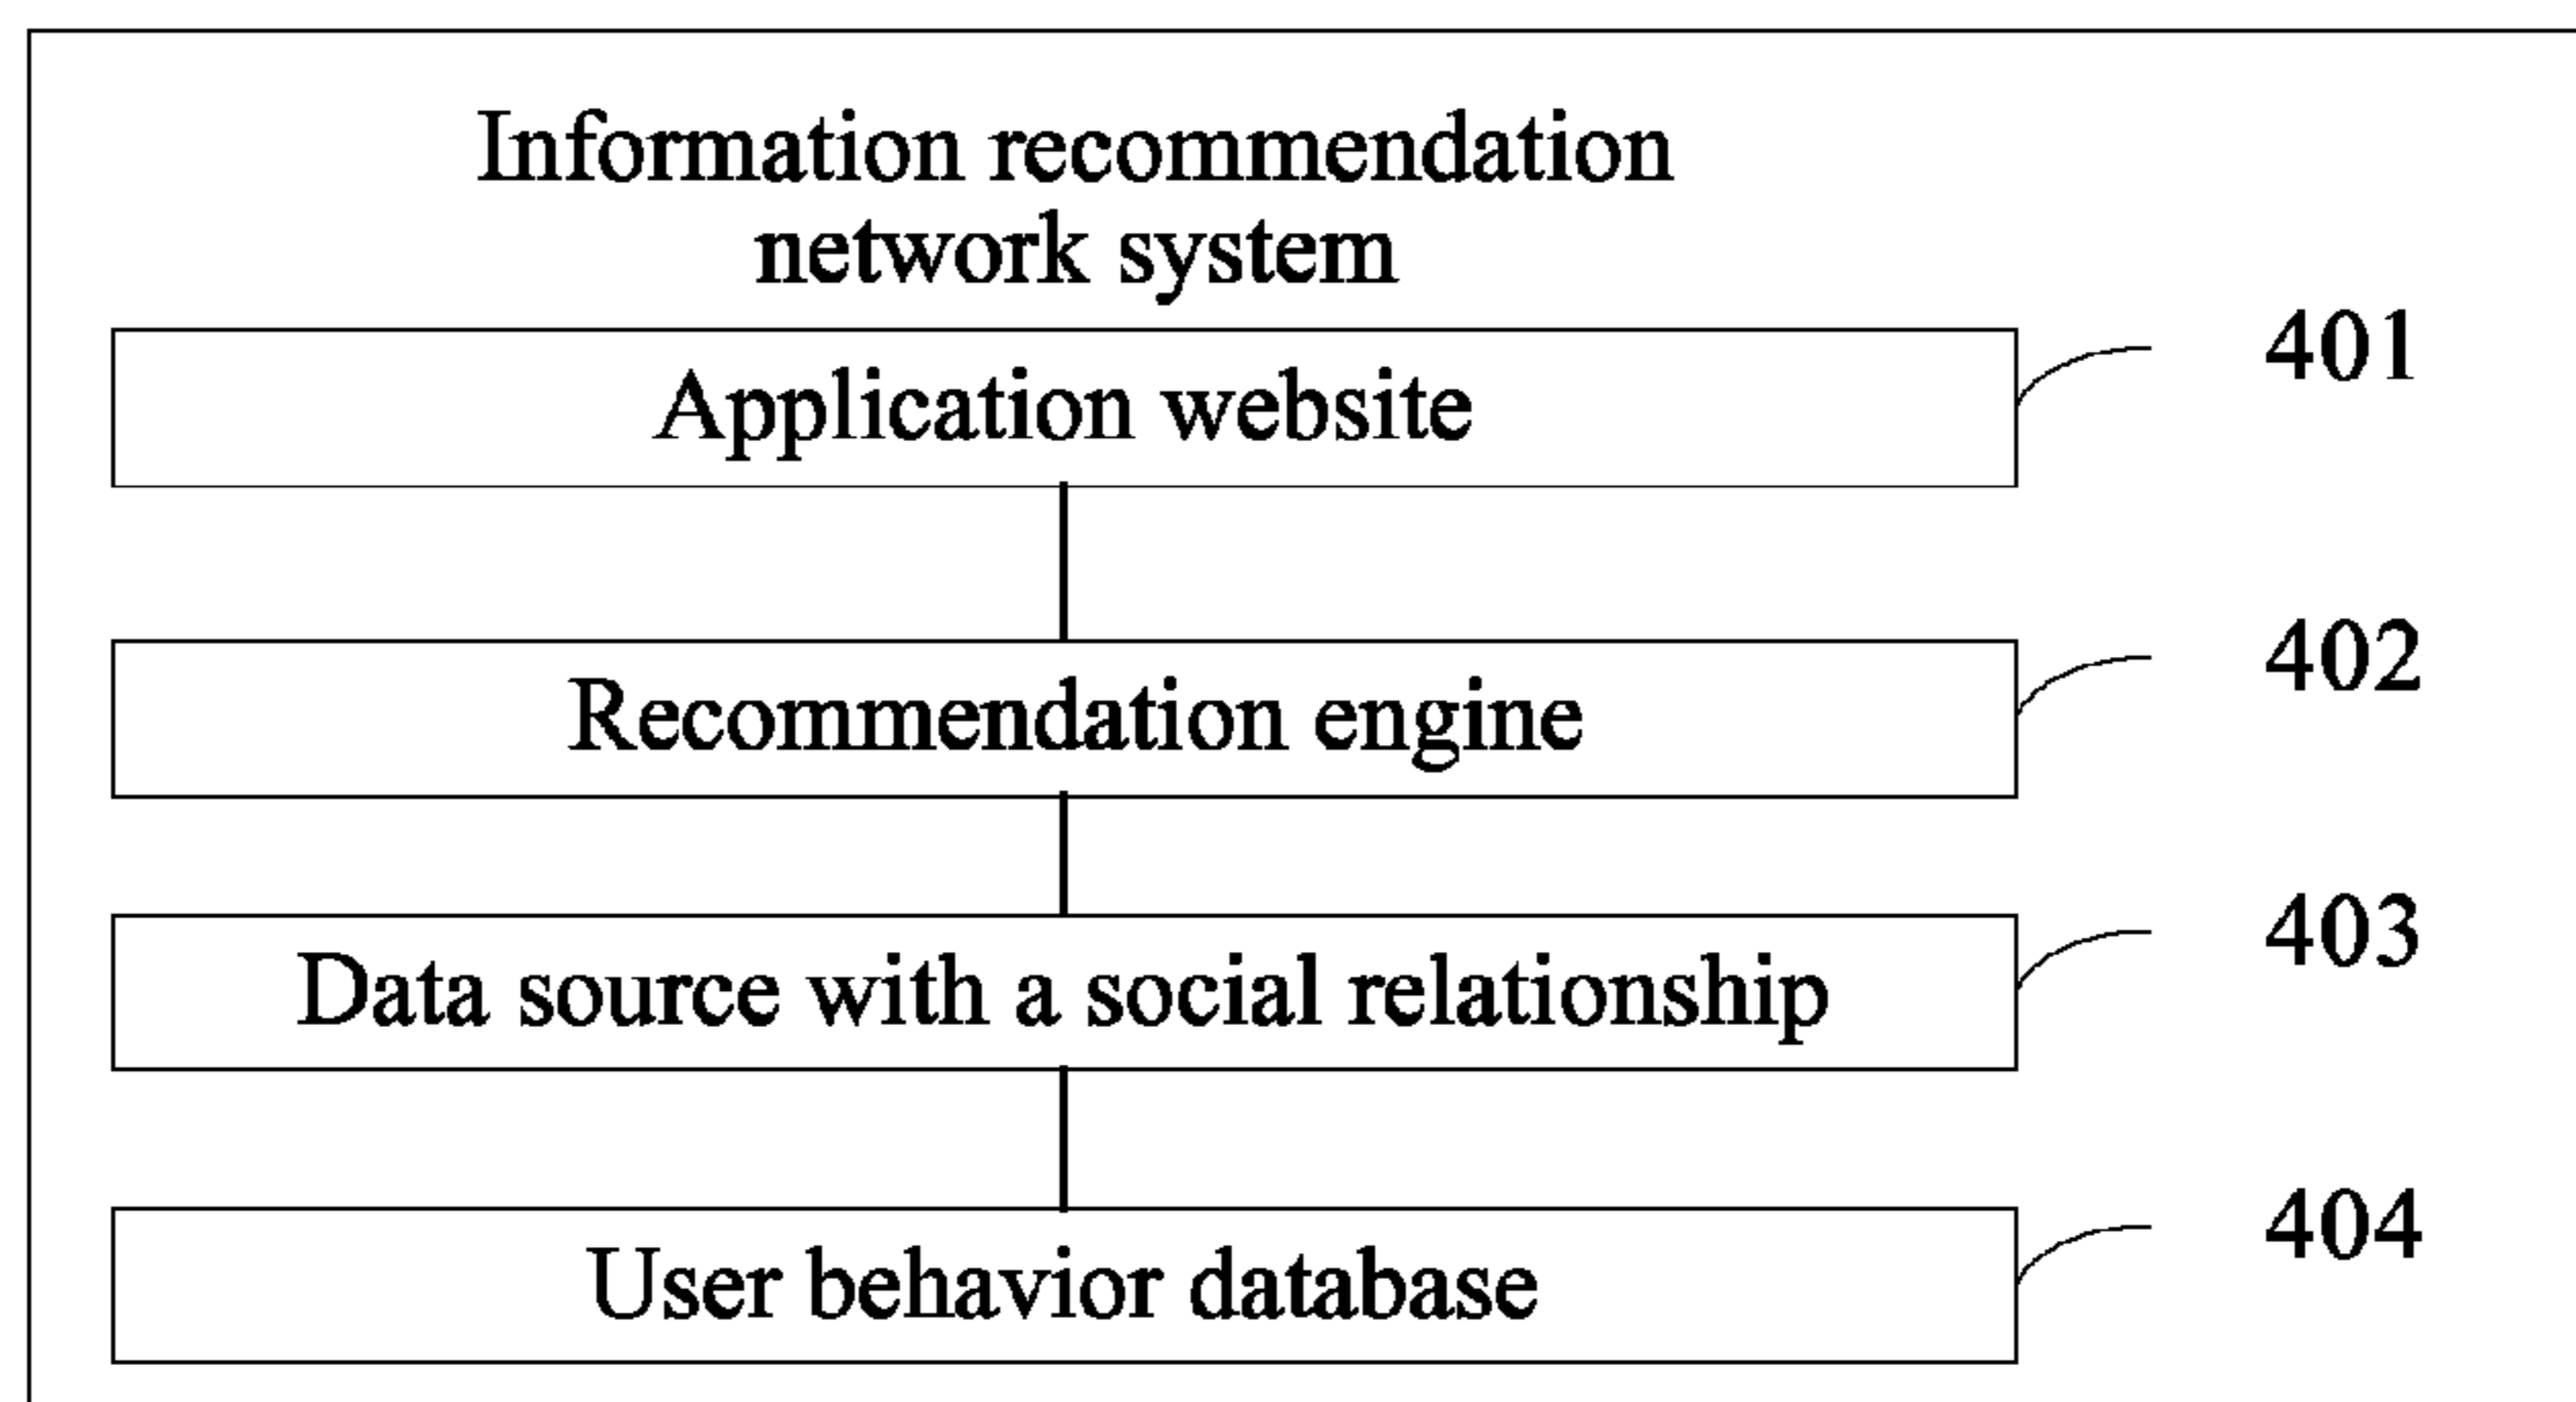 Information recommendation
network system
401
Application website
402
Recommendation engine
403
Data source with a social relationship
404
User behavior database